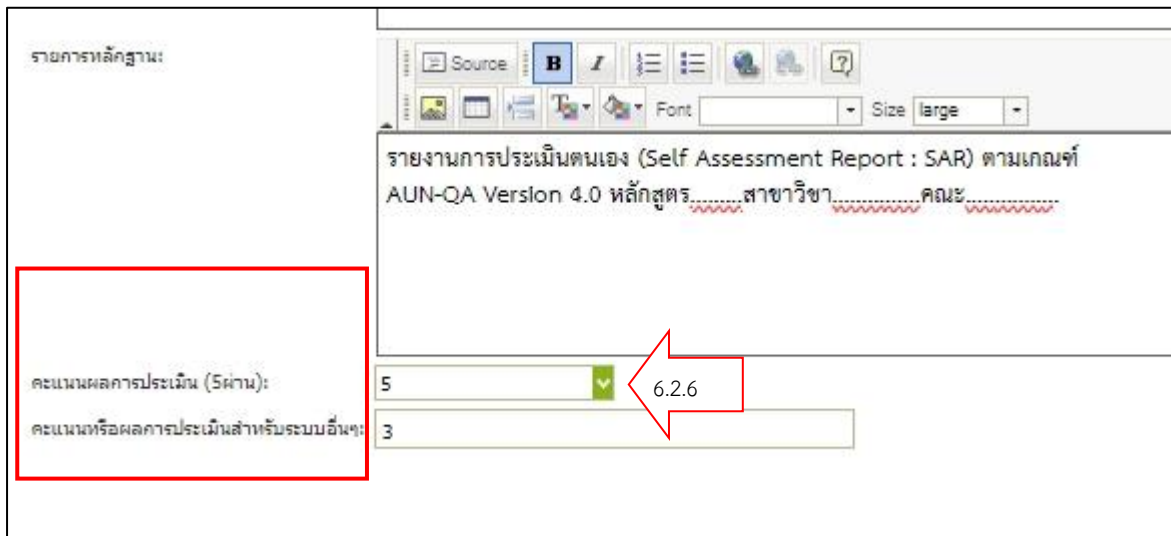 รายการหลักฐาน:
Source B I
Font Size large
รายงานการประเมินตนเอง (Self Assessment Report : SAR) ตามเกณฑ์
AUN-QA Version 4.0 หลักสูตร.........สาขาวิชา...............คณะ...............
คะแนนผลการประเมิน (5ผ่าน):
5
6.2.6
คะแนนหรือผลการประเมินสำหรับระบบอื่นๆ:
3